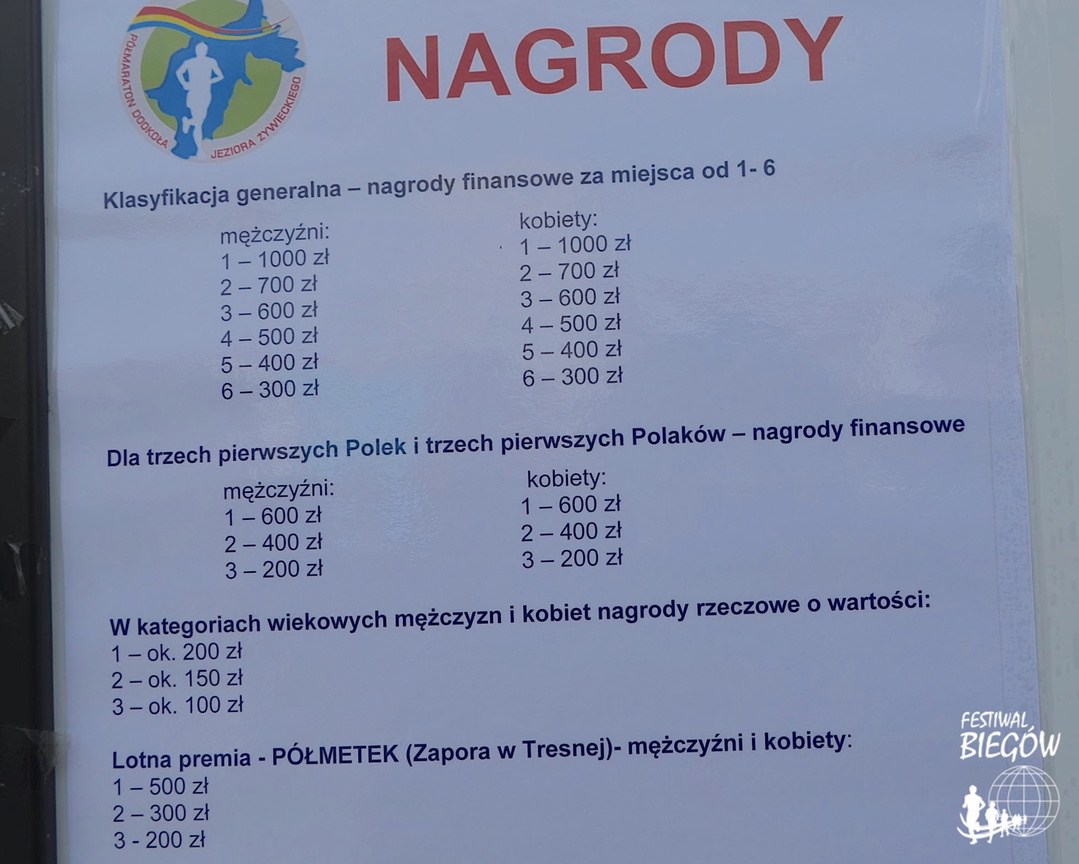 NAGRODY
PÓŁMARATON DOOKOŁA
JEZIORA ŻYWIECKIEGO
Klasyfikacja generalna – nagrody finansowe za miejsca od 1- 6
mężczyźni:
1 – 1000 zł
2 – 700 zł
3 – 600 zł
4 – 500 zł
5 – 400 zł
6 – 300 zł
kobiety:
1 – 1000 zł
2 – 700 zł
3 – 600 zł
4 – 500 zł
5 – 400 zł
6 – 300 zł
Dla trzech pierwszych Polek i trzech pierwszych Polaków – nagrody finansowe
mężczyźni:
1 – 600 zł
2 – 400 zł
3 – 200 zł
kobiety:
1 – 600 zł
2 – 400 zł
3 – 200 zł
W kategoriach wiekowych mężczyzn i kobiet nagrody rzeczowe o wartości:
1 – ok. 200 zł
2 – ok. 150 zł
3 – ok. 100 zł
Lotna premia - PÓŁMETEK (Zapora w Tresnej)- mężczyźni i kobiety:
1 – 500 zł
2 – 300 zł
3 - 200 zł
FESTIWAL
BIEGÓW